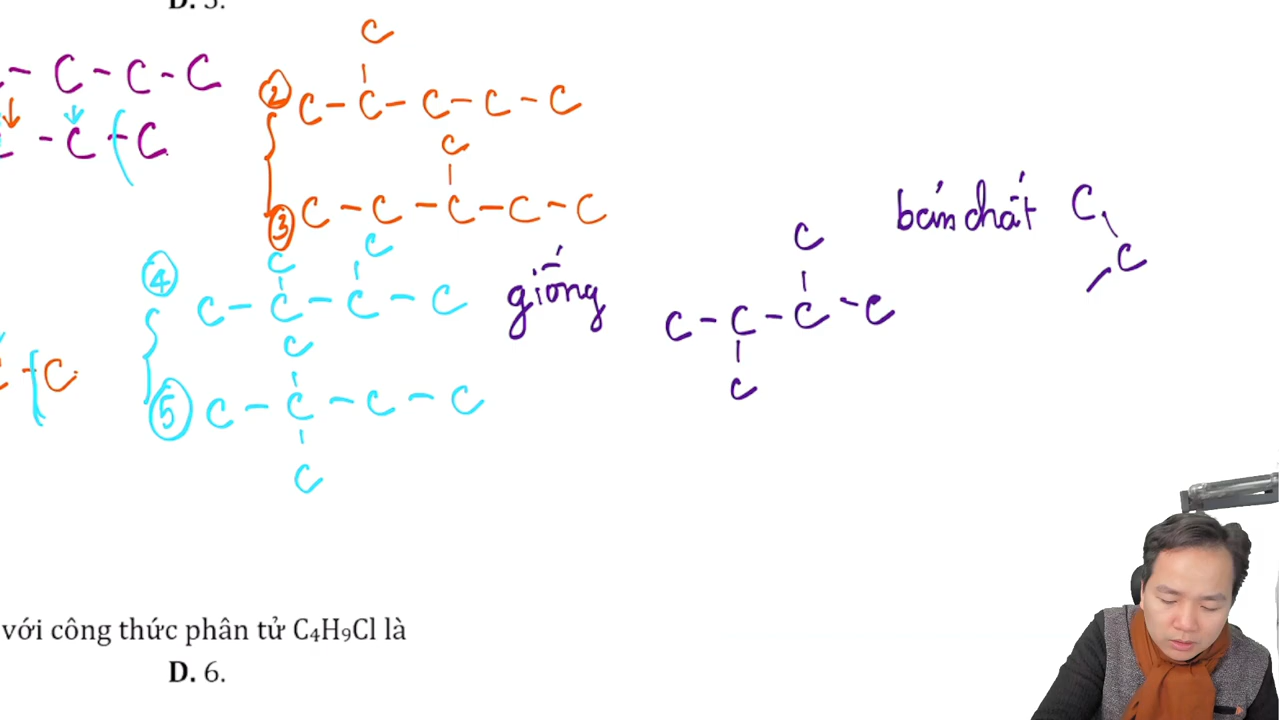 D. 5.
C
- C - C - C
② C - C - C - C - C
C - C - C
C
③ C - C - C - C - C
bản chất C
C
C
C C
④ C - C - C - C giống
C - C - C - C
C
C
C
C
⑤ C - C - C - C
C
với công thức phân tử C₄H₉Cl là
D. 6.